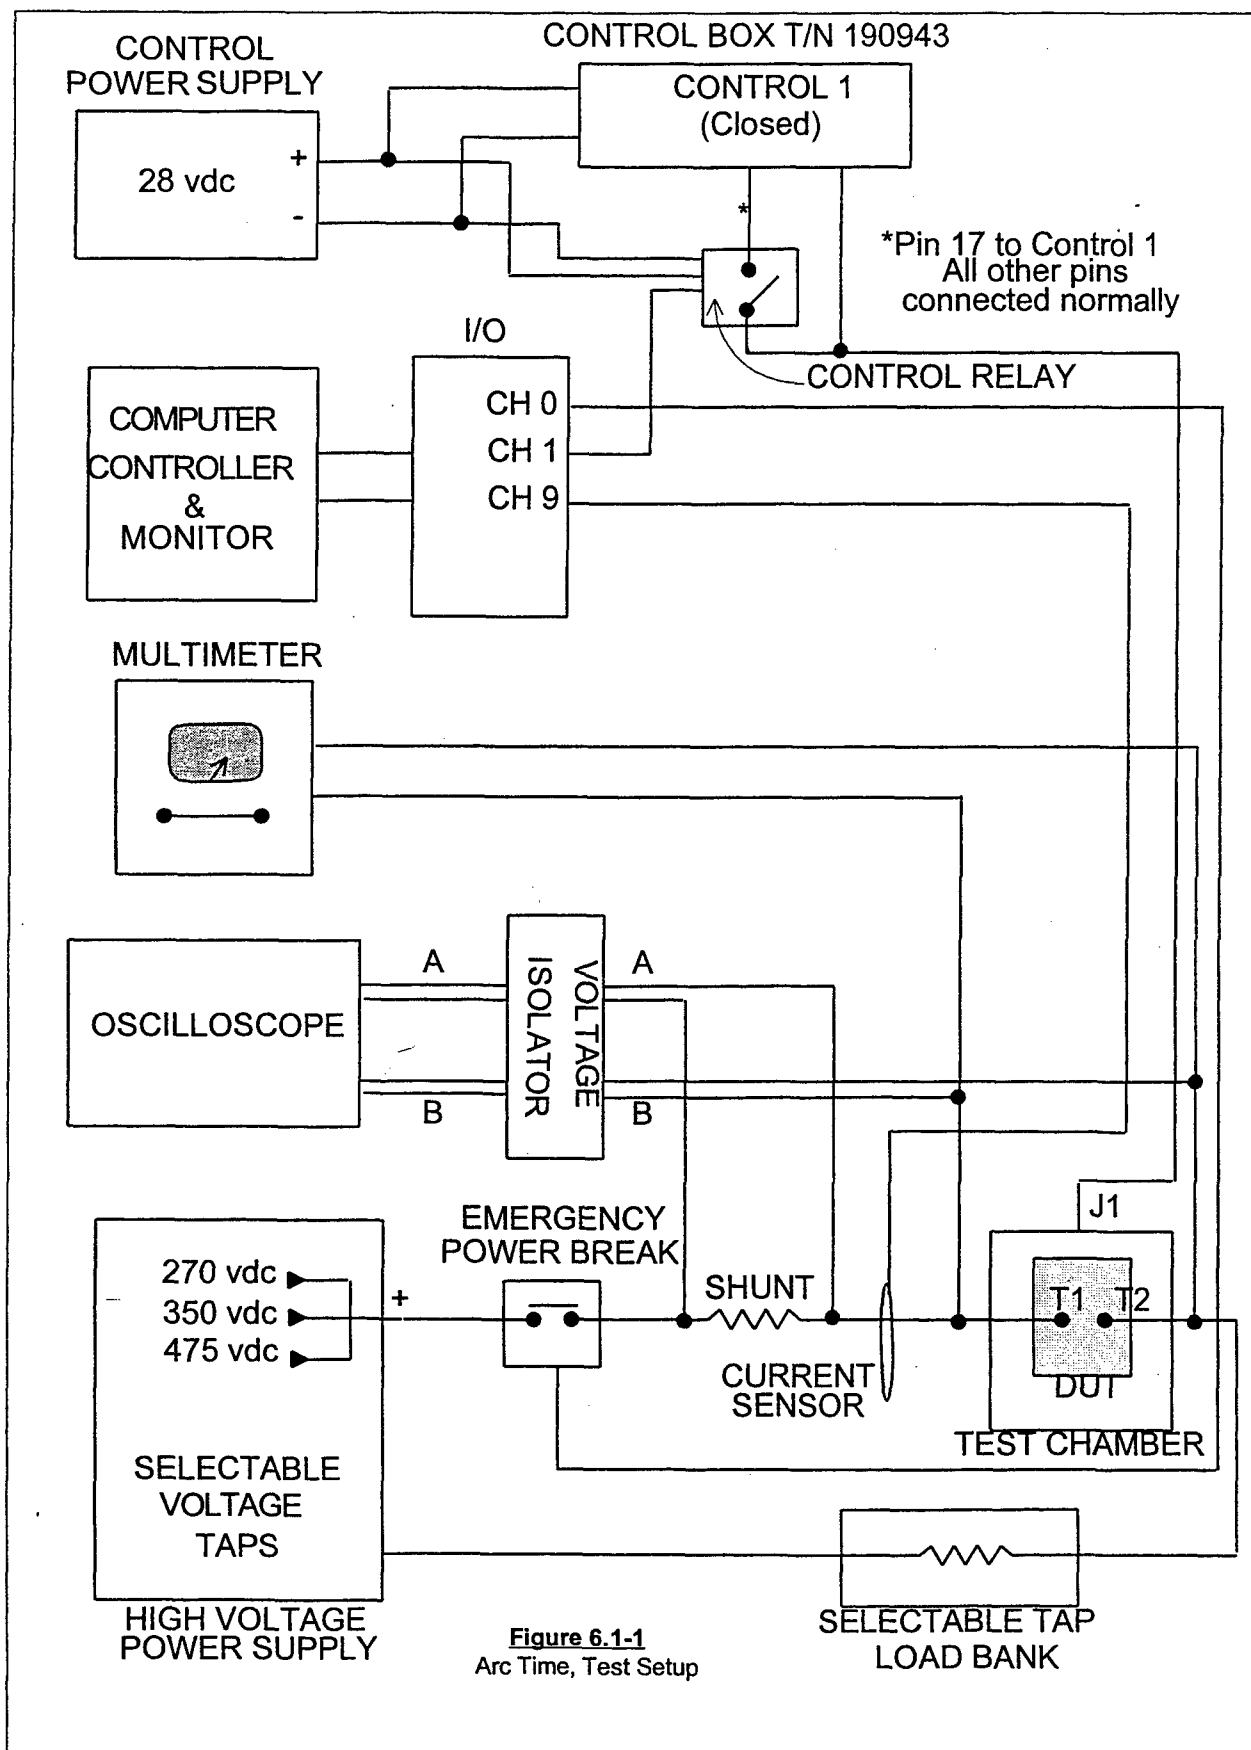 CONTROL
POWER SUPPLY
28 vdc
+
-
CONTROL BOX T/N 190943
CONTROL 1
(Closed)
*
*Pin 17 to Control 1
All other pins
connected normally
CONTROL RELAY
I/O
CH 0
CH 1
CH 9
COMPUTER
CONTROLLER
&
MONITOR
MULTIMETER
OSCILLOSCOPE
A
B
VOLTAGE
ISOLATOR
A
B
J1
EMERGENCY
POWER BREAK
SHUNT
CURRENT
SENSOR
T1 T2
DUT
TEST CHAMBER
270 vdc
350 vdc
475 vdc
+
SELECTABLE
VOLTAGE
TAPS
HIGH VOLTAGE
POWER SUPPLY
SELECTABLE TAP
LOAD BANK
Figure 6.1-1
Arc Time, Test Setup